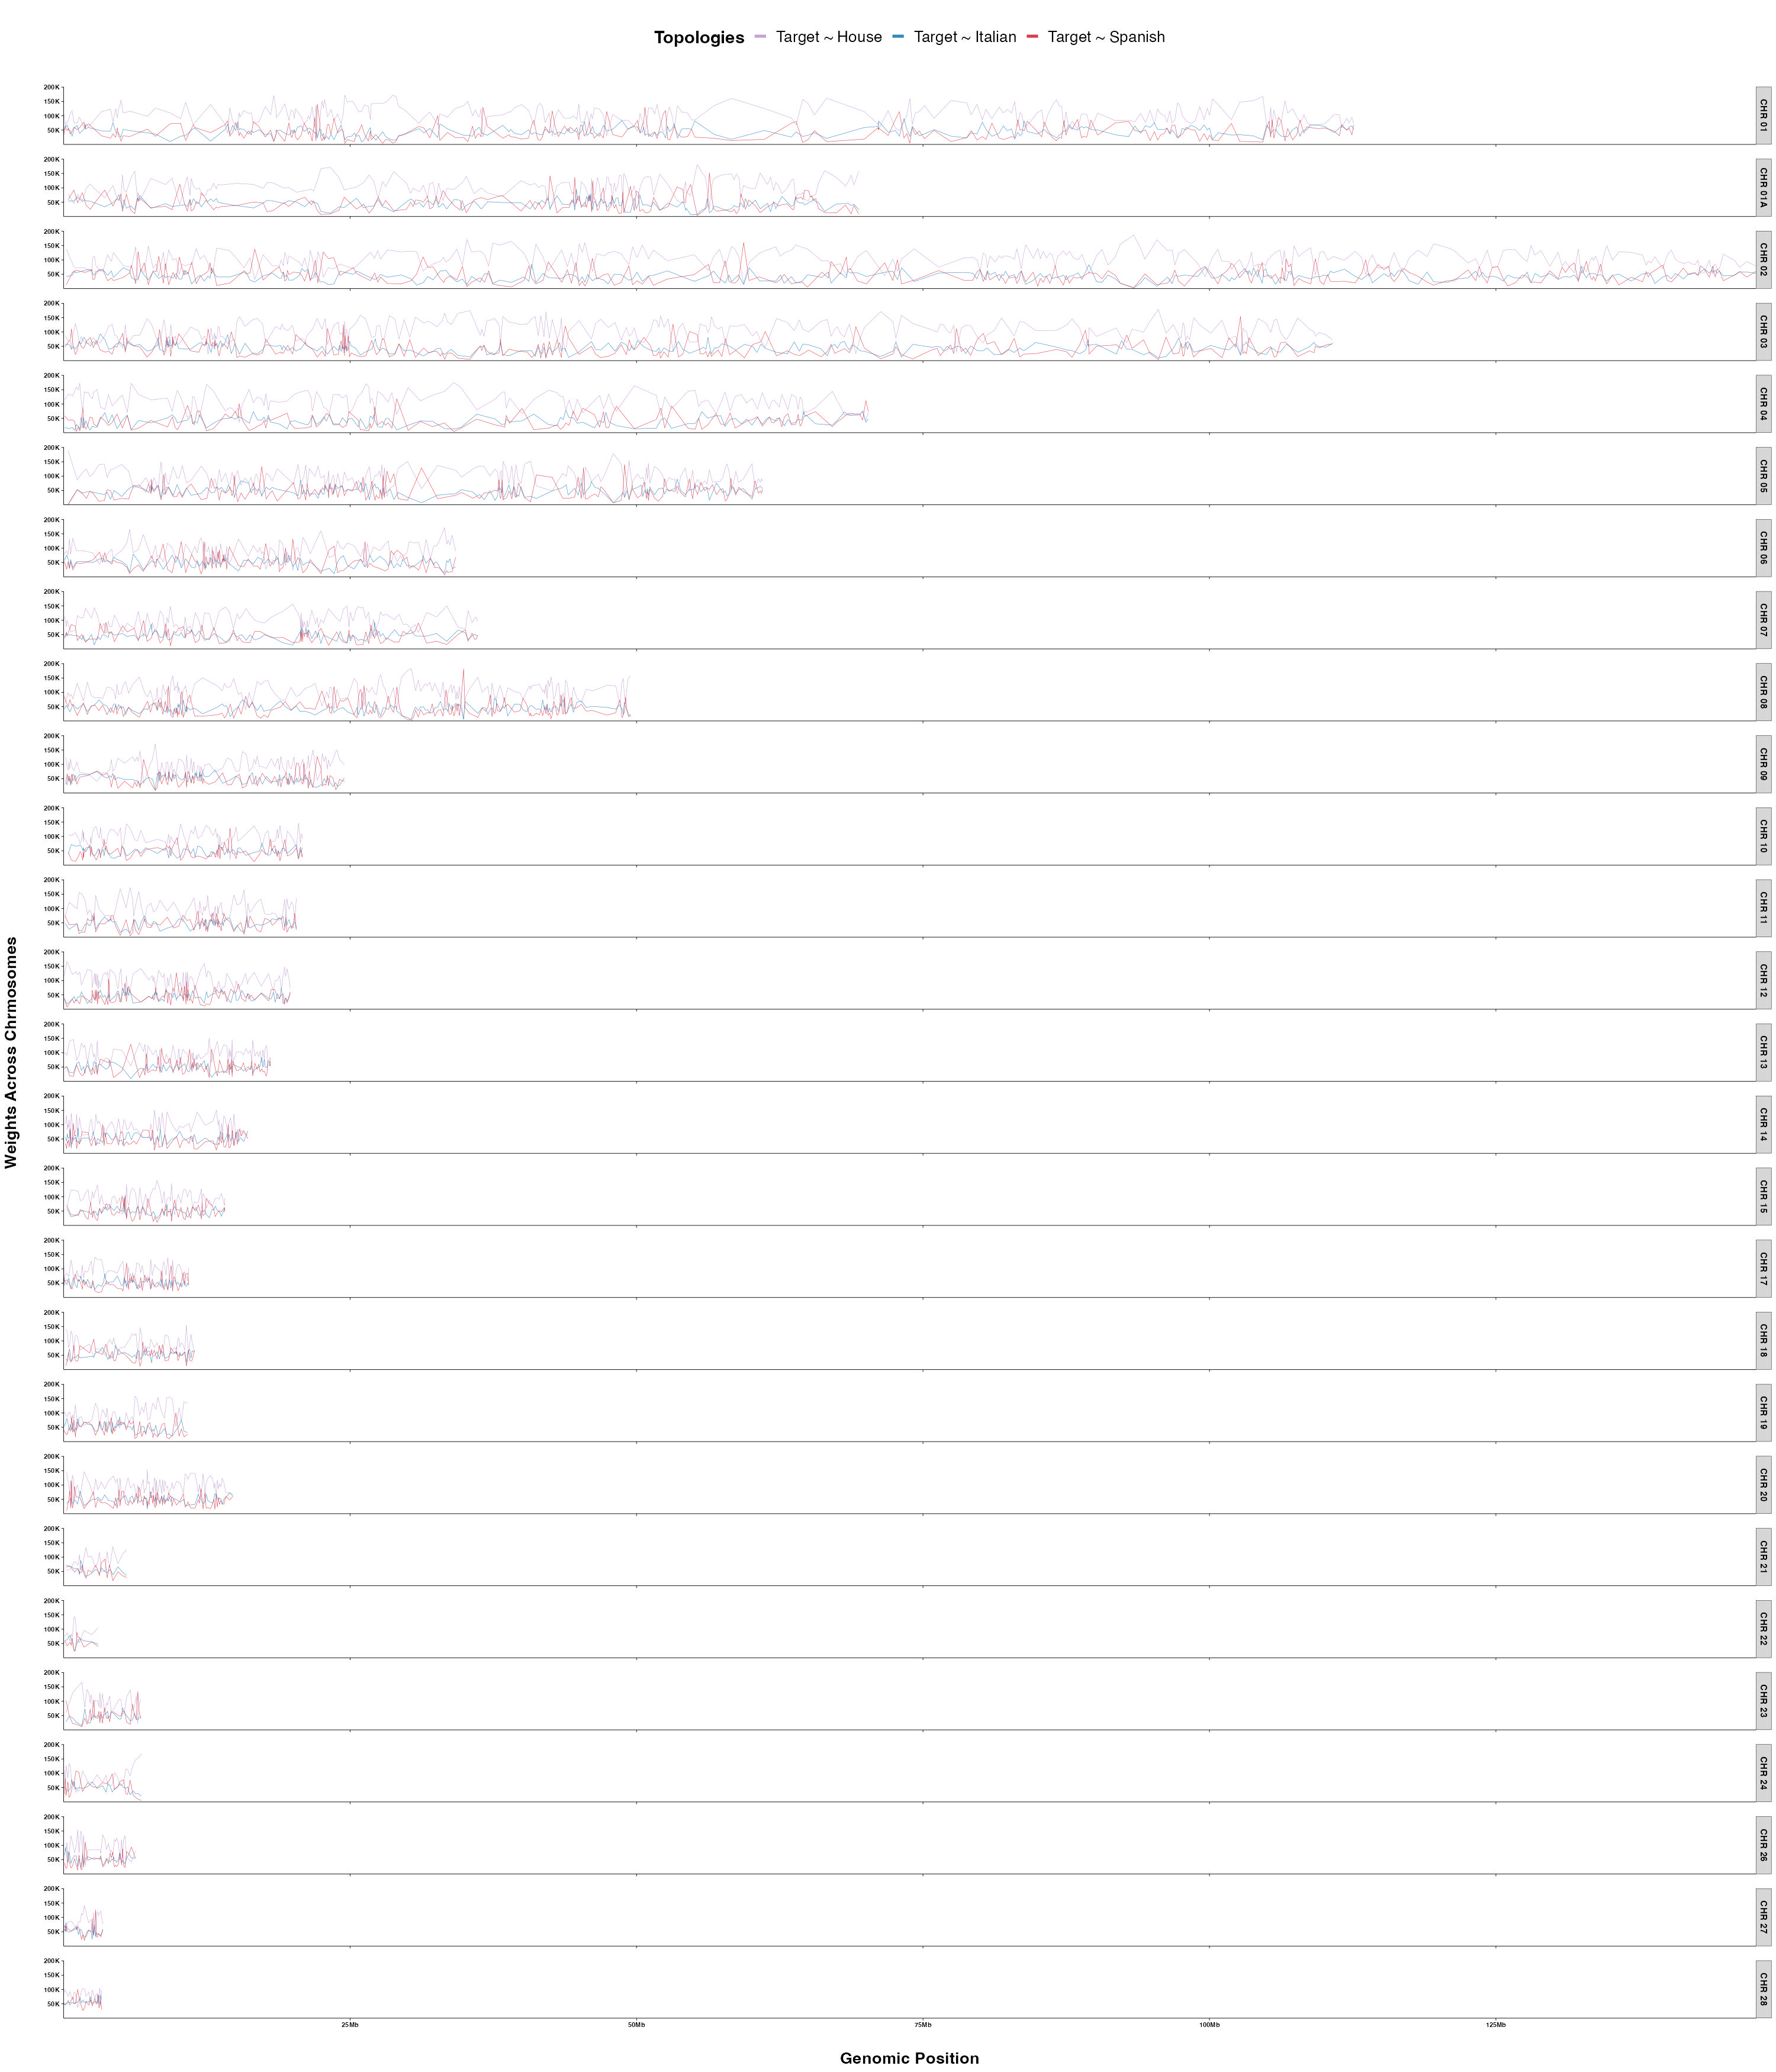 Topologies Target ~ House Target ~ Italian Target ~ Spanish
Weights Across Chrmosomes
200K
150K
100K
50K
CHR 01
200K
150K
100K
50K
CHR 01A
200K
150K
100K
50K
CHR 02
200K
150K
100K
50K
CHR 03
200K
150K
100K
50K
CHR 04
200K
150K
100K
50K
CHR 05
200K
150K
100K
50K
CHR 06
200K
150K
100K
50K
CHR 07
200K
150K
100K
50K
CHR 08
200K
150K
100K
50K
CHR 09
200K
150K
100K
50K
CHR 10
200K
150K
100K
50K
CHR 11
200K
150K
100K
50K
CHR 12
200K
150K
100K
50K
CHR 13
200K
150K
100K
50K
CHR 14
200K
150K
100K
50K
CHR 15
200K
150K
100K
50K
CHR 17
200K
150K
100K
50K
CHR 18
200K
150K
100K
50K
CHR 19
200K
150K
100K
50K
CHR 20
200K
150K
100K
50K
CHR 21
200K
150K
100K
50K
CHR 22
200K
150K
100K
50K
CHR 23
200K
150K
100K
50K
CHR 24
200K
150K
100K
50K
CHR 26
200K
150K
100K
50K
CHR 27
200K
150K
100K
50K
CHR 28
25Mb 50Mb 75Mb 100Mb 125Mb
Genomic Position